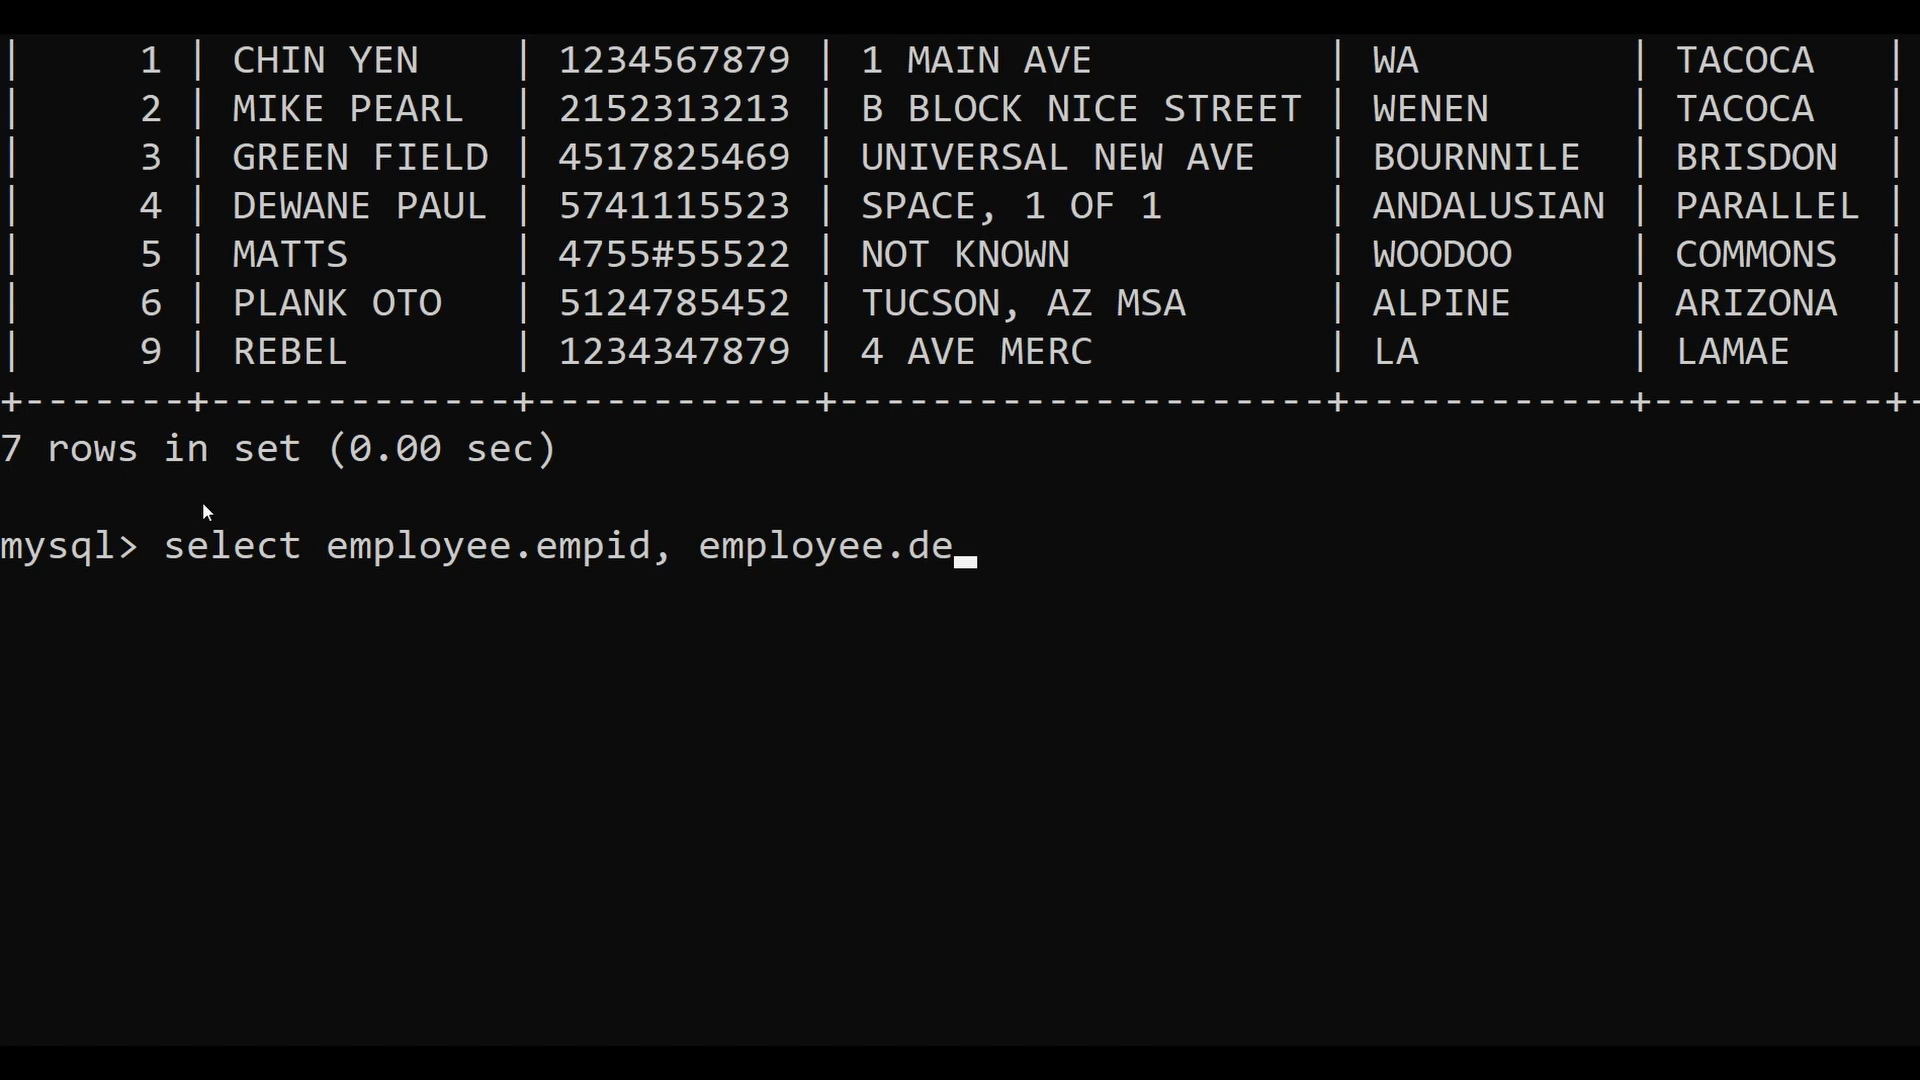 |      1 | CHIN YEN    | 1234567879 | 1 MAIN AVE           | WA         | TACOCA   |
|      2 | MIKE PEARL  | 2152313213 | B BLOCK NICE STREET | WENEN      | TACOCA   |
|      3 | GREEN FIELD | 4517825469 | UNIVERSAL NEW AVE   | BOURNNILE  | BRISDON  |
|      4 | DEWANE PAUL | 5741115523 | SPACE, 1 OF 1       | ANDALUSIAN | PARALLEL |
|      5 | MATTS       | 4755#55522 | NOT KNOWN           | WOODOO     | COMMONS  |
|      6 | PLANK OTO   | 5124785452 | TUCSON, AZ MSA      | ALPINE     | ARIZONA  |
|      9 | REBEL       | 1234347879 | 4 AVE MERC          | LA         | LAMAE    |
+-------+-------------+------------+---------------------+------------+----------+-
7 rows in set (0.00 sec)
mysql> select employee.empid, employee.de